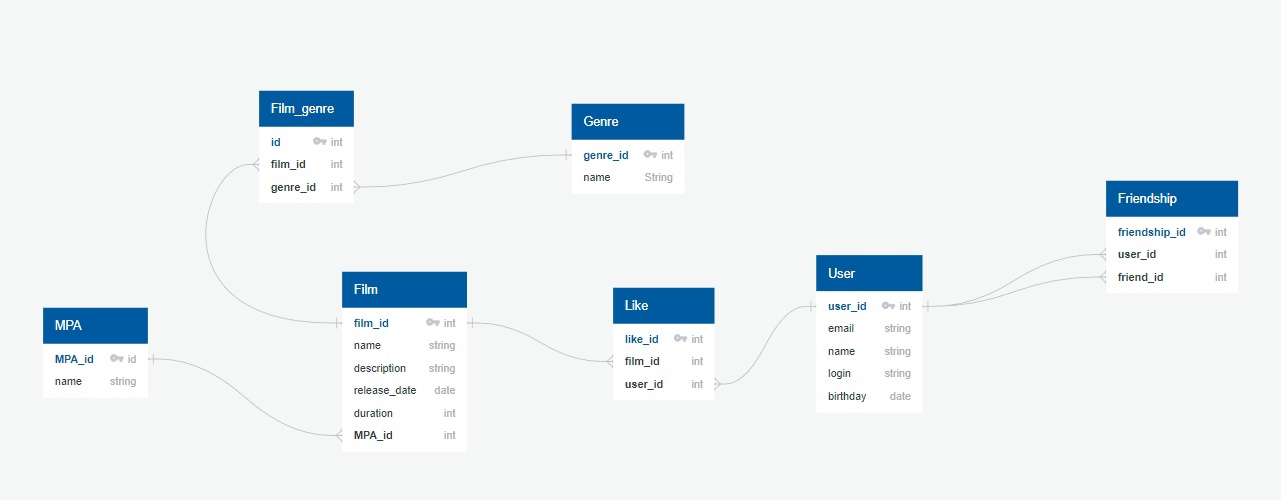 Film_genre
id int
film_id int
genre_id int
Genre
genre_id int
name String
Friendship
friendship_id int
user_id int
friend_id int
User
user_id int
email string
name string
login string
birthday date
Film
film_id int
name string
description string
release_date date
duration int
MPA_id int
Like
like_id int
film_id int
user_id int
MPA
MPA_id id
name string